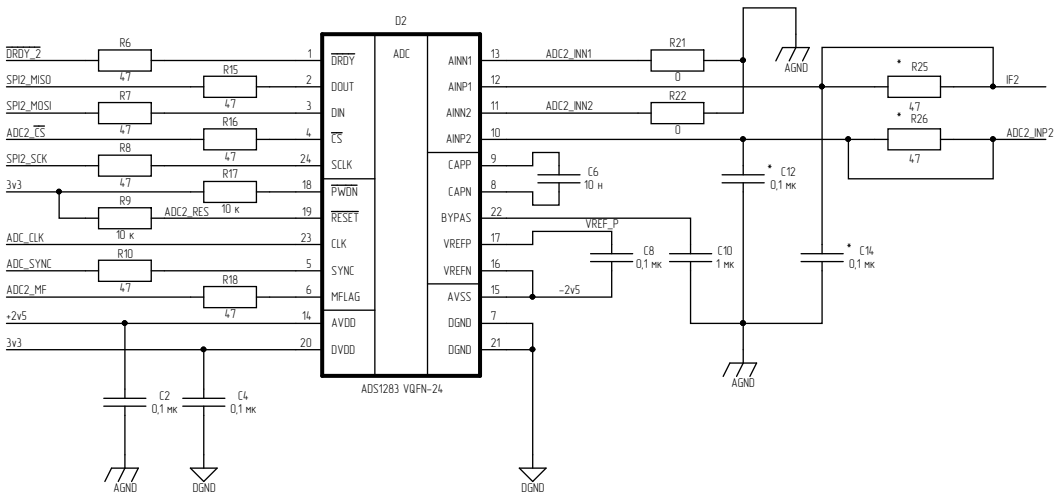 D2
ADC
DRDY_2
R6
47
1
DRDY
SPI2_MISO
R15
47
2
DOUT
SPI2_MOSI
R7
47
3
DIN
ADC2_CS
R16
47
4
CS
SPI2_SCK
R8
47
24
SCLK
3v3
R17
10 к
18
PWDN
R9
10 к
ADC2_RES
19
RESET
ADC_CLK
23
CLK
ADC_SYNC
R10
47
5
SYNC
ADC2_MF
R18
47
6
MFLAG
+2v5
14
AVDD
3v3
20
DVDD
AINN1
13
ADC2_INN1
R21
0
AGND
AINP1
12
* R25
47
IF2
AINN2
11
ADC2_INN2
R22
0
AINP2
10
* R26
47
ADC2_INP2
CAPP
9
CAPN
8
C6
10 н
* C12
0,1 мк
BYPAS
22
VREFP
17
VREF_P
C8
0,1 мк
C10
1 мк
* C14
0,1 мк
VREFN
16
AVSS
15
-2v5
DGND
7
DGND
21
AGND
ADS1283 VQFN-24
C2
0,1 мк
C4
0,1 мк
AGND
DGND
DGND